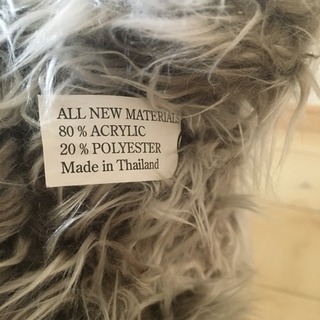 ALL NEW MATERIALS
80 % ACRYLIC
20 % POLYESTER
Made in Thailand